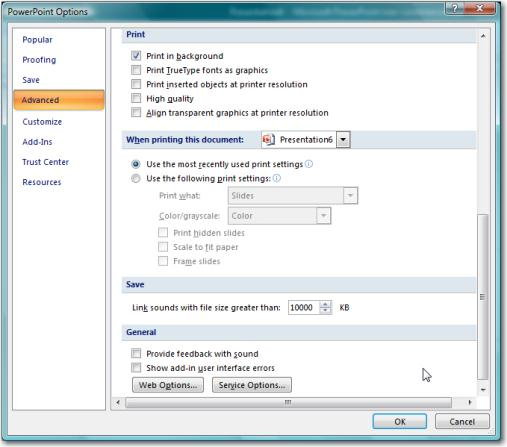 PowerPoint Options
Popular
Proofing
Save
Advanced
Customize
Add-Ins
Trust Center
Resources
Print
Print in background
Print TrueType fonts as graphics
Print inserted objects at printer resolution
High quality
Align transparent graphics at printer resolution
When printing this document: Presentation6
Use the most recently used print settings
Use the following print settings:
Print what: Slides
Color/grayscale: Color
Print hidden slides
Scale to fit paper
Frame slides
Save
Link sounds with file size greater than: 10000 KB
General
Provide feedback with sound
Show add-in user interface errors
Web Options... Service Options...
OK Cancel